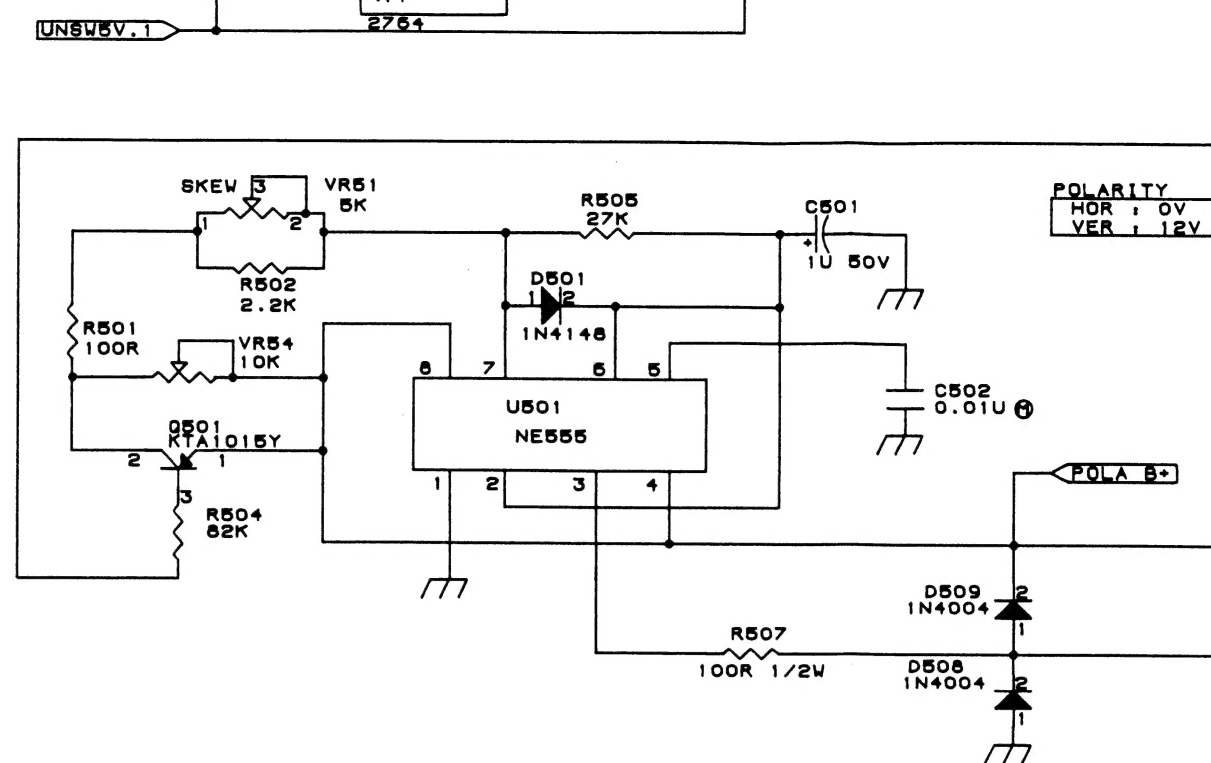 2764
UNSW5V.1
SKEW 3
VR51
5K
1
2
R502
2.2K
R505
27K
C501
+
1U 50V
POLARITY
HOR : 0V
VER : 12V
D501
1 2
1N4148
R501
100R
VR54
10K
8
7
6
5
U501
NE555
C502
0.01U M
Q501
KTA1015Y
2
1
3
R504
82K
1
2
3
4
POLA B+
D509
1N4004
2
1
R507
100R 1/2W
D508
1N4004
2
1